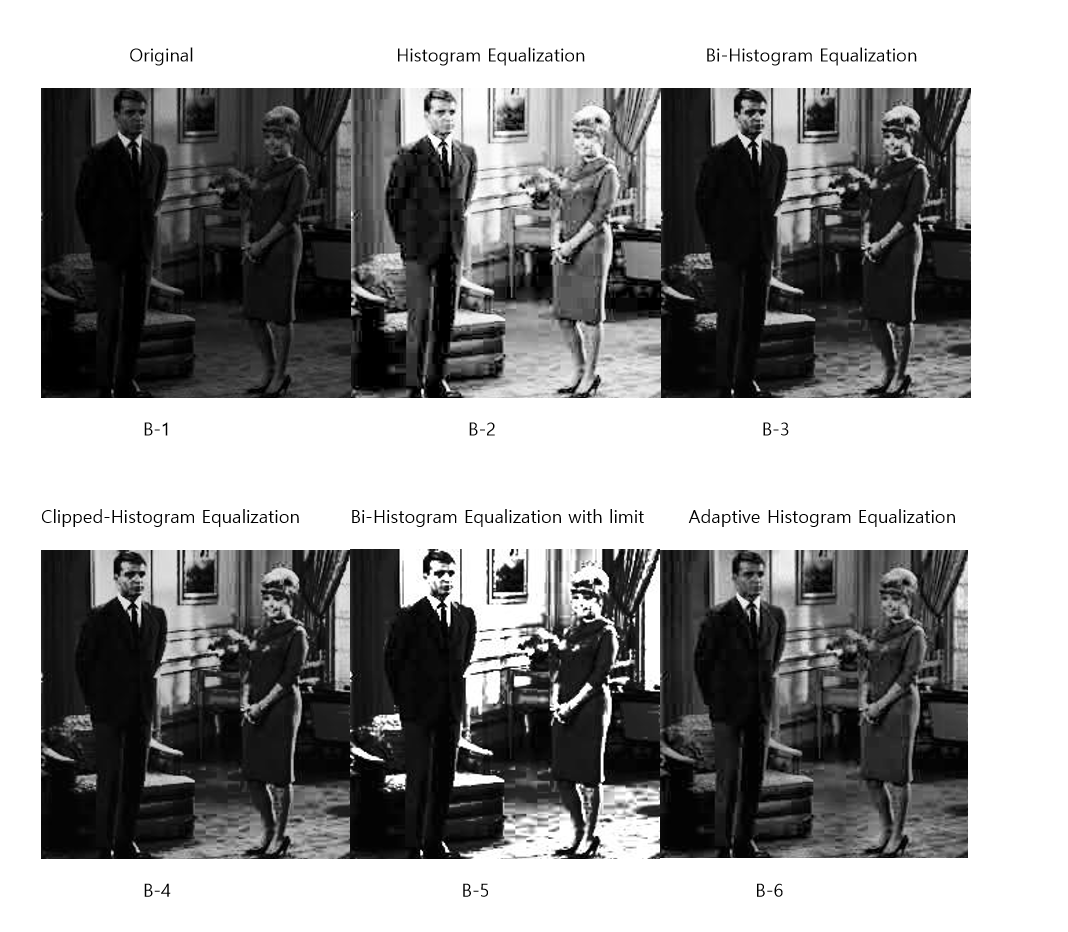 Original
Histogram Equalization
Bi-Histogram Equalization
B-1
B-2
B-3
Clipped-Histogram Equalization
Bi-Histogram Equalization with limit
Adaptive Histogram Equalization
B-4
B-5
B-6